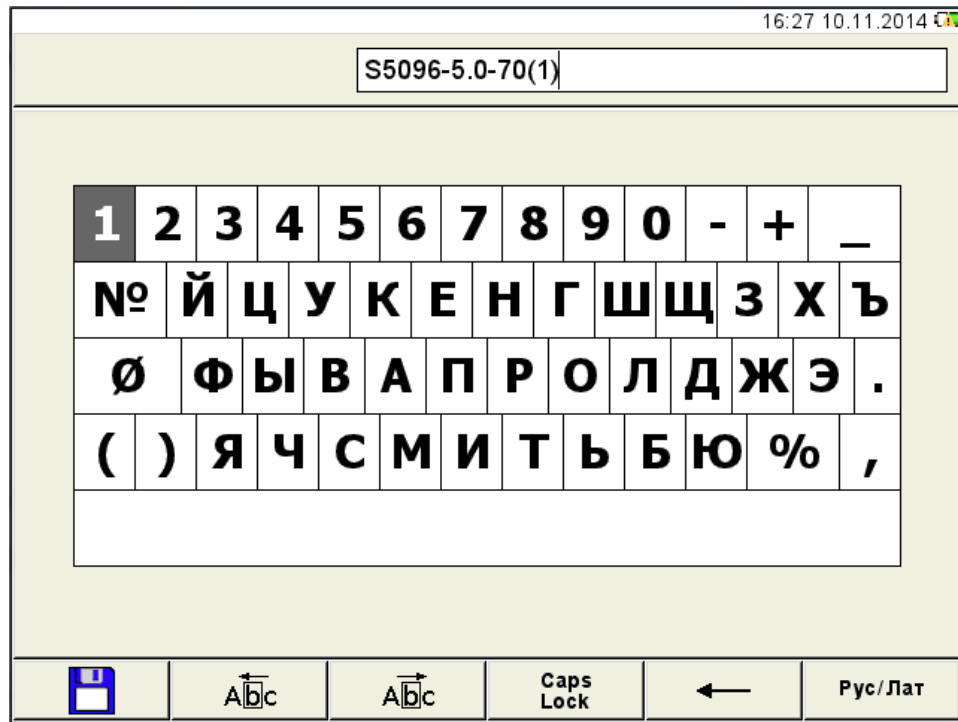 16:27 10.11.2014
S5096-5.0-70(1)
1 2 3 4 5 6 7 8 9 0 - + _
№ Й Ц У К Е Н Г Ш Щ З Х Ъ
Ø Ф Ы В А П Р О Л Д Ж Э .
( ) Я Ч С М И Т Ь Б Ю % ,
Abc Abc Caps Lock ← Рус/Лат